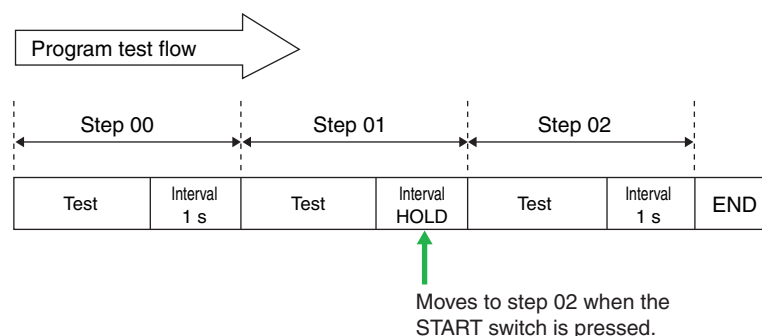 Program test flow
Step 00
Step 01
Step 02
Test
Interval
1 s
Test
Interval
HOLD
Test
Interval
1 s
END
Moves to step 02 when the
START switch is pressed.